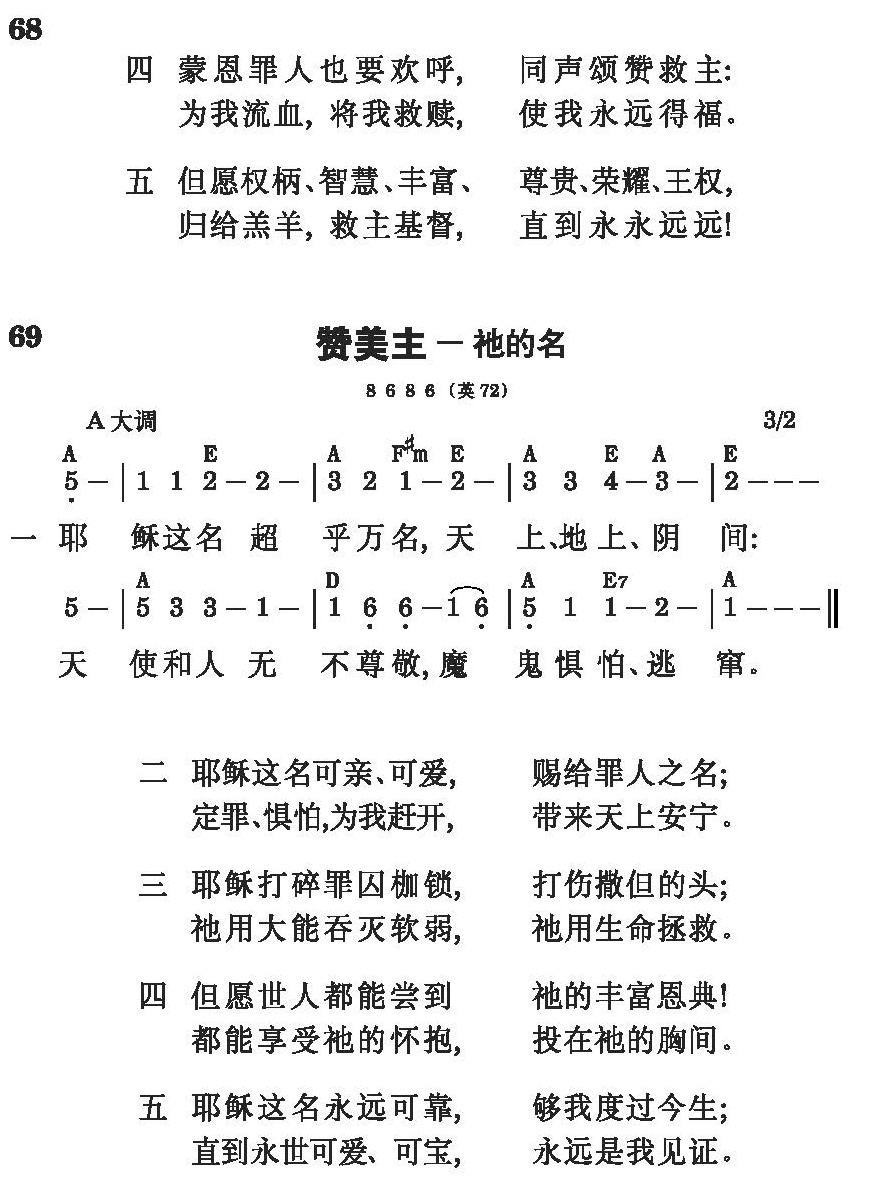 68
四 蒙恩罪人也要欢呼, 同声颂赞救主:
为我流血, 将我救赎, 使我永远得福。
五 但愿权柄、智慧、丰富、 尊贵、荣耀、王权,
归给羔羊, 救主基督, 直到永永远远!
69 赞美主 — 祂的名
8 6 8 6 (英 72)
A 大调 3/2
A E A F♯m E A E A E
5̣ – | 1 1 2 – 2 – | 3 2 1 – 2 – | 3 3 4 – 3 – | 2 – – –
一 耶 稣这名 超 乎万名, 天 上、地上、阴 间:
A D A E7 A
5 – | 5 3 3 – 1 – | 1 6̣ 6̣ – 1 6̣ | 5̣ 1 1 – 2 – | 1 – – – ‖
天 使和人 无 不尊敬, 魔 鬼惧怕、逃 窜。
二 耶稣这名可亲、可爱, 赐给罪人之名;
定罪、惧怕,为我赶开, 带来天上安宁。
三 耶稣打碎罪囚枷锁, 打伤撒但的头;
祂用大能吞灭软弱, 祂用生命拯救。
四 但愿世人都能尝到 祂的丰富恩典!
都能享受祂的怀抱, 投在祂的胸间。
五 耶稣这名永远可靠, 够我度过今生;
直到永世可爱、可宝, 永远是我见证。